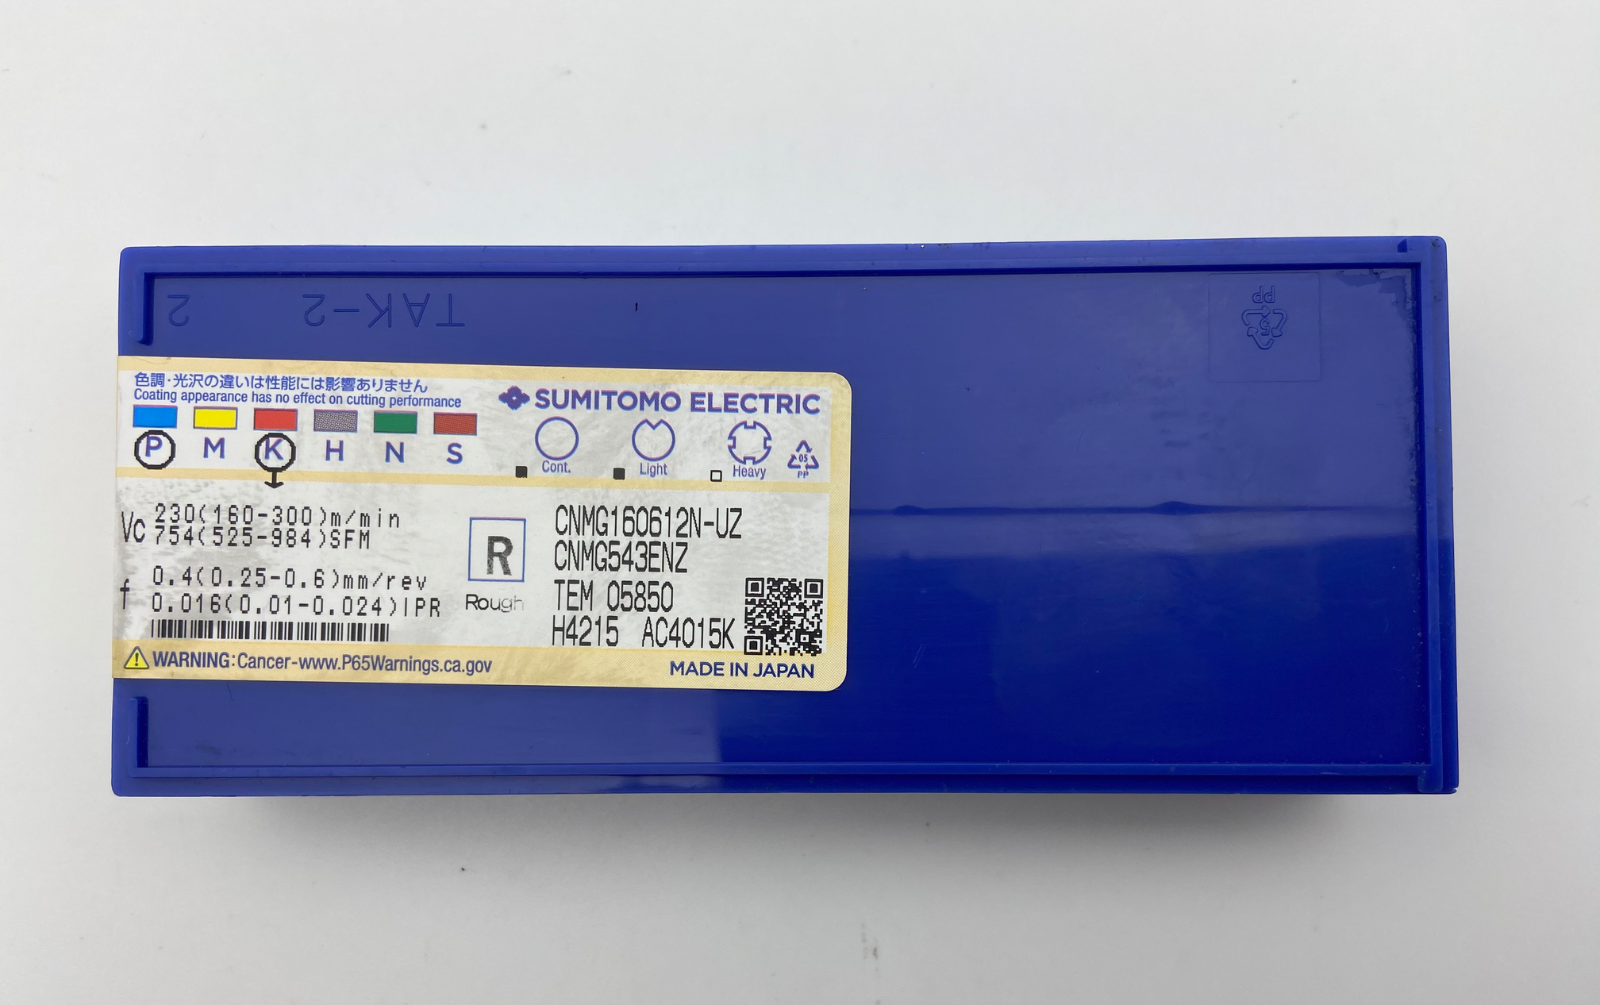 2 TAK-2
PP
05
色調・光沢の違いは性能には影響ありません
Coating appearance has no effect on cutting performance
SUMITOMO ELECTRIC
P M K H N S
Cont. Light Heavy
05
PP
Vc 230(160-300)m/min
754(525-984)SFM
f 0.4(0.25-0.6)mm/rev
0.016(0.01-0.024)IPR
R
Rough
CNMG160612N-UZ
CNMG543ENZ
TEM 05850
H4215 AC4015K
WARNING:Cancer-www.P65Warnings.ca.gov
MADE IN JAPAN